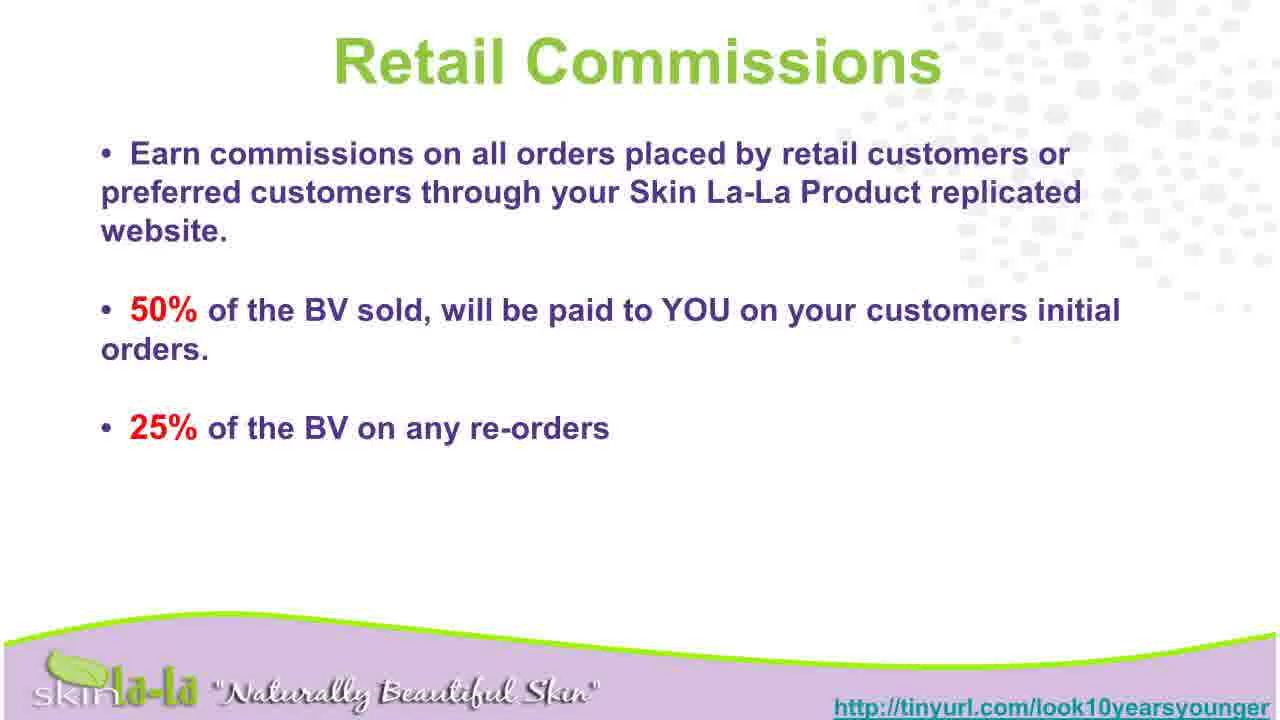 Retail Commissions
• Earn commissions on all orders placed by retail customers or
preferred customers through your Skin La-La Product replicated
website.
• 50% of the BV sold, will be paid to YOU on your customers initial
orders.
• 25% of the BV on any re-orders
skin la-la "Naturally Beautiful Skin"
http://tinyurl.com/look10yearsyounger